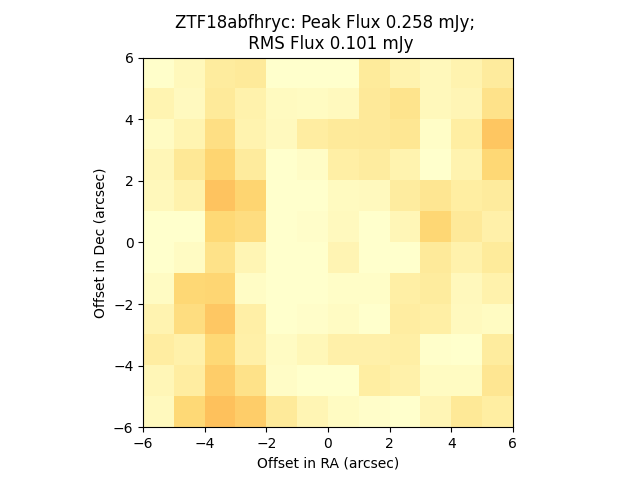 ZTF18abfhryc: Peak Flux 0.258 mJy;
RMS Flux 0.101 mJy
6
4
2
0
−2
−4
−6
Offset in Dec (arcsec)
−6 −4 −2 0 2 4 6
Offset in RA (arcsec)